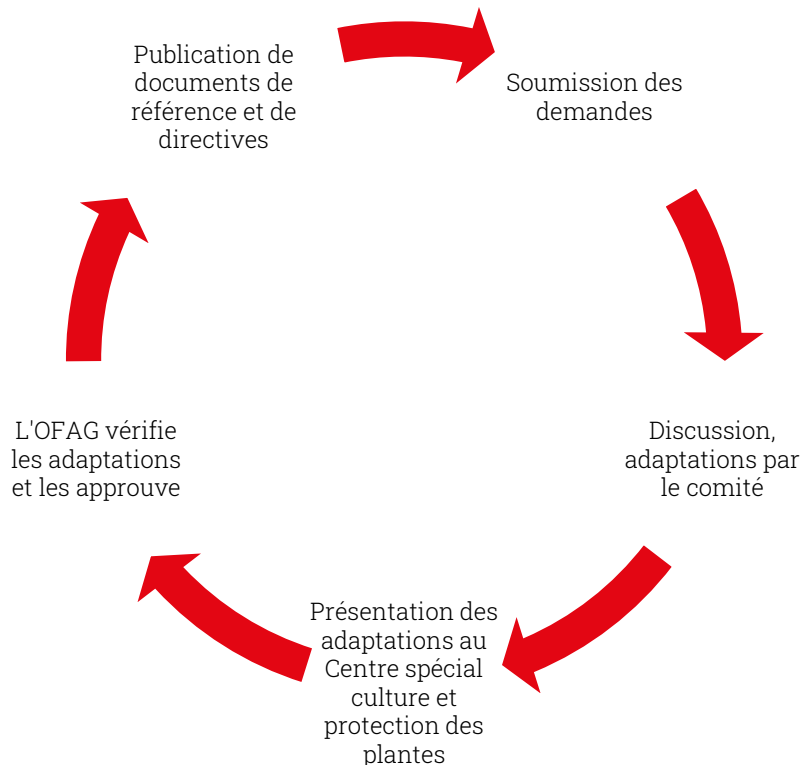 Publication de
documents de
référence et de
directives
Soumission des
demandes
Discussion,
adaptations par
le comité
Présentation des
adaptations au
Centre spécial
culture et
protection des
plantes
L'OFAG vérifie
les adaptations
et les approuve